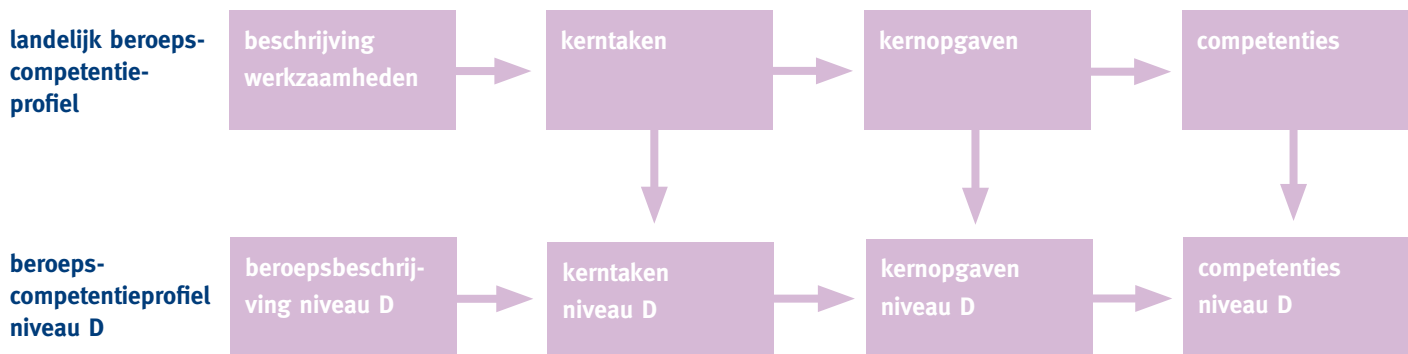 landelijk beroeps-
competentie-
profiel
beschrijving
werkzaamheden
kerntaken
kernopgaven
competenties
beroeps-
competentieprofiel
niveau D
beroepsbeschrij-
ving niveau D
kerntaken
niveau D
kernopgaven
niveau D
competenties
niveau D